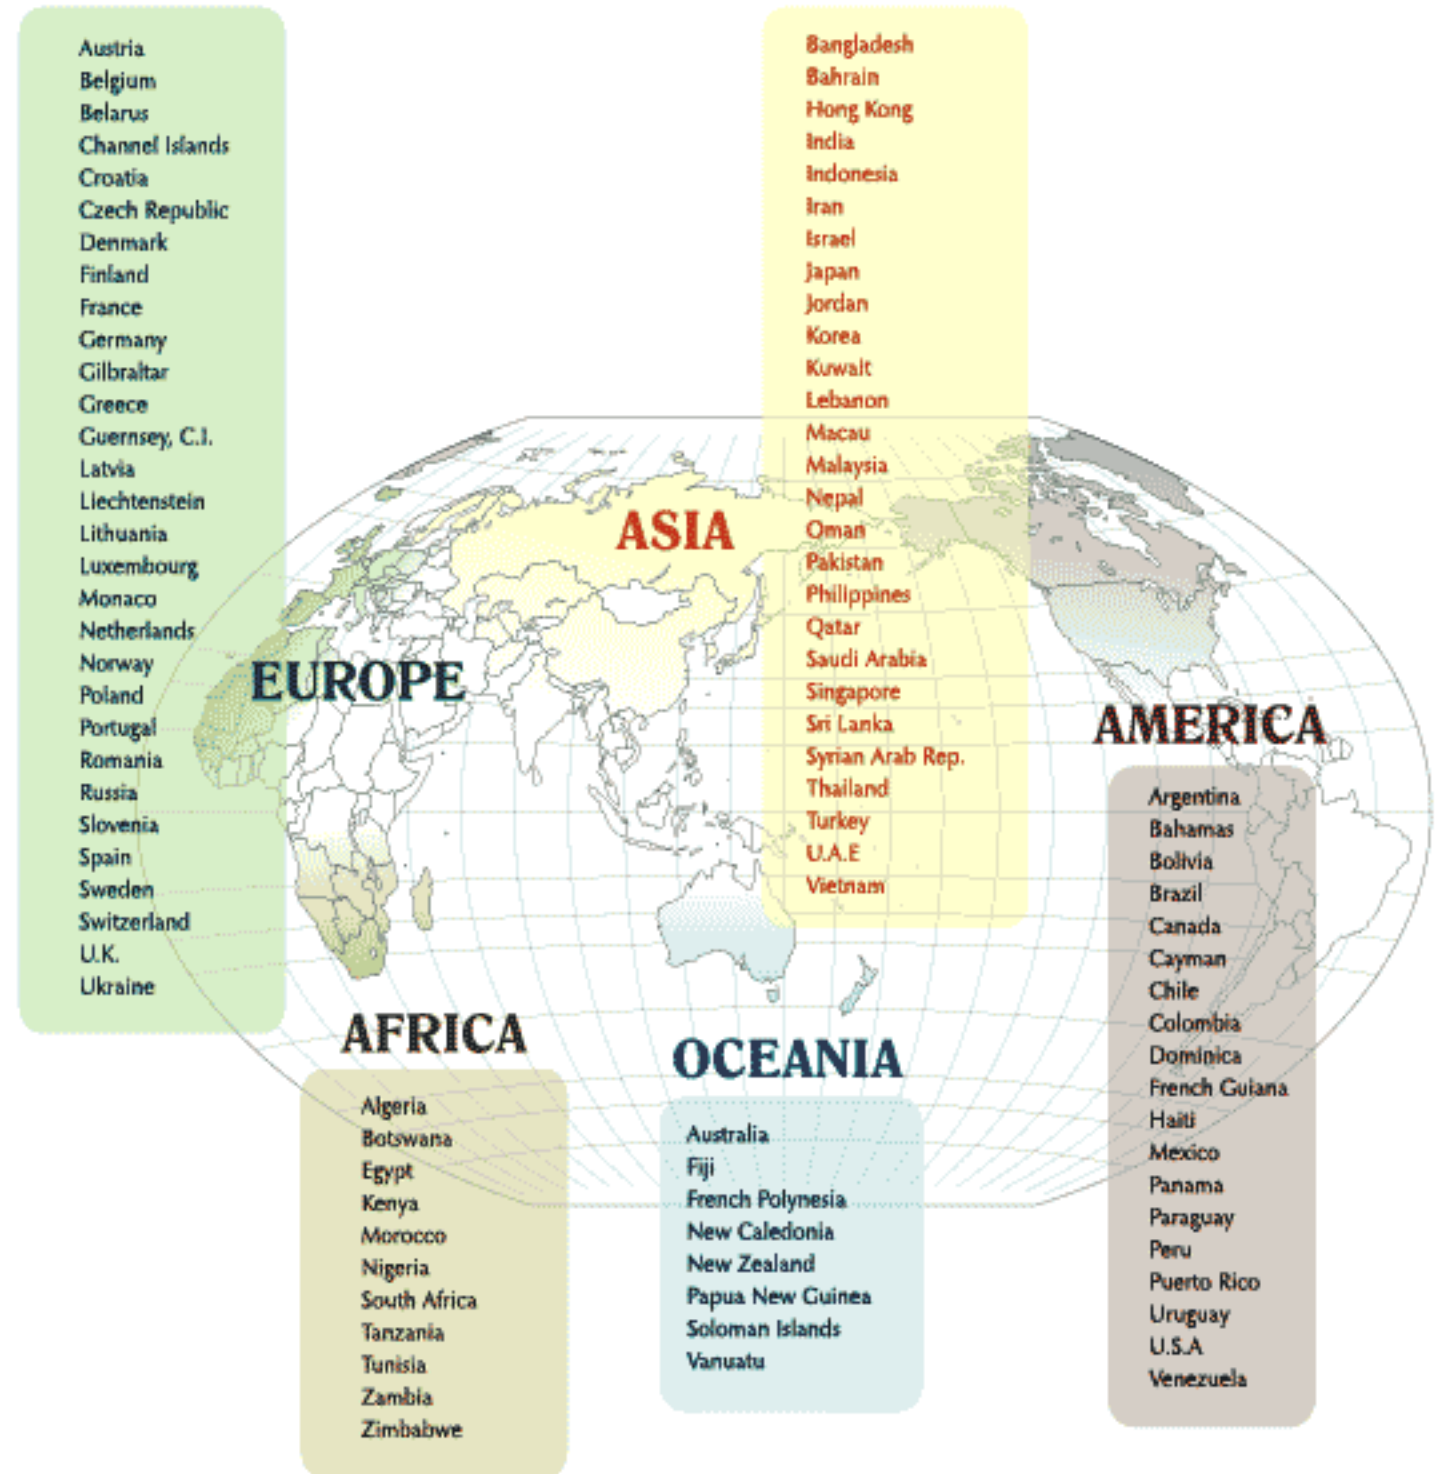 Austria
Belgium
Belarus
Channel Islands
Croatia
Czech Republic
Denmark
Finland
France
Germany
Gilbraltar
Greece
Guernsey, C.I.
Latvia
Liechtenstein
Lithuania
Luxembourg
Monaco
Netherlands
Norway
Poland
Portugal
Romania
Russia
Slovenia
Spain
Sweden
Switzerland
U.K.
Ukraine
EUROPE
Bangladesh
Bahrain
Hong Kong
India
Indonesia
Iran
Israel
Japan
Jordan
Korea
Kuwait
Lebanon
Macau
Malaysia
Nepal
Oman
Pakistan
Philippines
Qatar
Saudi Arabia
Singapore
Sri Lanka
Syrian Arab Rep.
Thailand
Turkey
U.A.E
Vietnam
ASIA
AMERICA
Argentina
Bahamas
Bolivia
Brazil
Canada
Cayman
Chile
Colombia
Dominica
French Guiana
Haiti
Mexico
Panama
Paraguay
Peru
Puerto Rico
Uruguay
U.S.A
Venezuela
AFRICA
Algeria
Botswana
Egypt
Kenya
Morocco
Nigeria
South Africa
Tanzania
Tunisia
Zambia
Zimbabwe
OCEANIA
Australia
Fiji
French Polynesia
New Caledonia
New Zealand
Papua New Guinea
Soloman Islands
Vanuatu